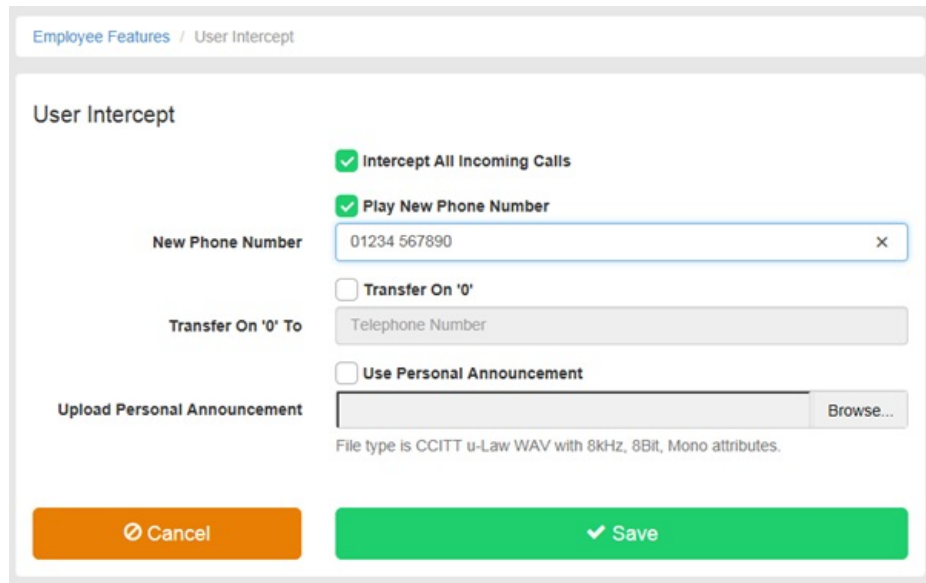 Employee Features / User Intercept
User Intercept
Intercept All Incoming Calls
Play New Phone Number
New Phone Number 01234 567890
Transfer On '0'
Transfer On '0' To Telephone Number
Use Personal Announcement
Upload Personal Announcement Browse...
File type is CCITT u-Law WAV with 8kHz, 8Bit, Mono attributes.
Cancel Save